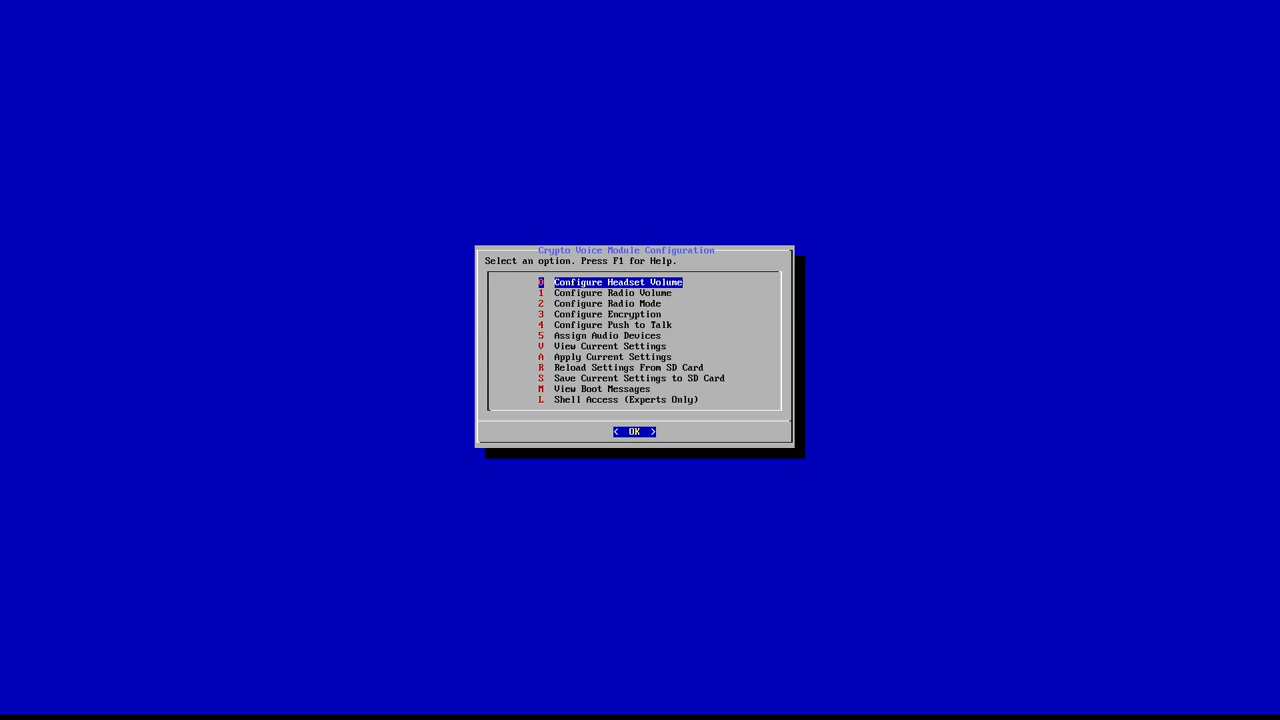 Crypto Voice Module Configuration
Select an option. Press F1 for Help.
0 Configure Headset Volume
1 Configure Radio Volume
2 Configure Radio Mode
3 Configure Encryption
4 Configure Push to Talk
5 Assign Audio Devices
V View Current Settings
A Apply Current Settings
R Reload Settings From SD Card
S Save Current Settings to SD Card
M View Boot Messages
L Shell Access (Experts Only)
< OK >